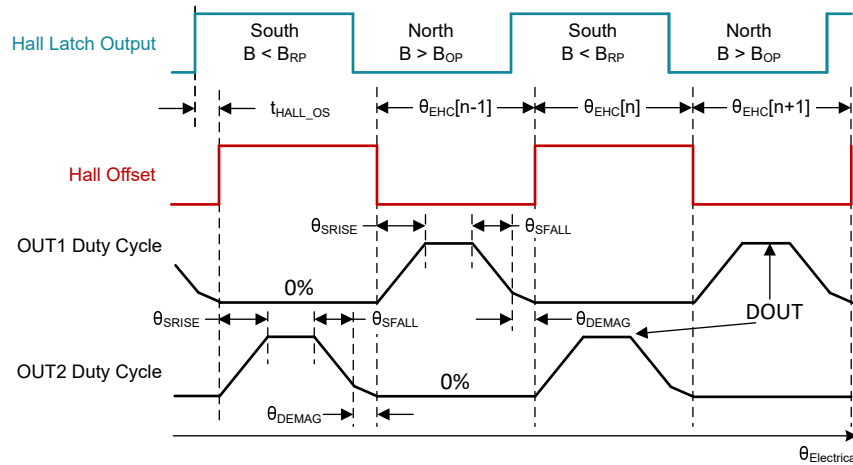 South
North
South
North
Hall Latch Output
B < BRP
B > BOP
B < BRP
B > BOP
tHALL_OS
θEHC[n-1]
θEHC[n]
θEHC[n+1]
Hall Offset
θSRISE
θSFALL
OUT1 Duty Cycle
0%
DOUT
θSRISE
θSFALL
θDEMAG
OUT2 Duty Cycle
0%
θDEMAG
θElectrica